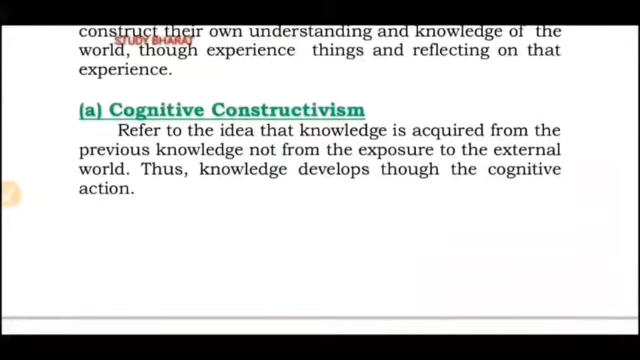 construct their own understanding and knowledge of the
STUDY BHARAT
world, though experience things and reflecting on that
experience.
(a) Cognitive Constructivism
Refer to the idea that knowledge is acquired from the
previous knowledge not from the exposure to the external
world. Thus, knowledge develops though the cognitive
action.